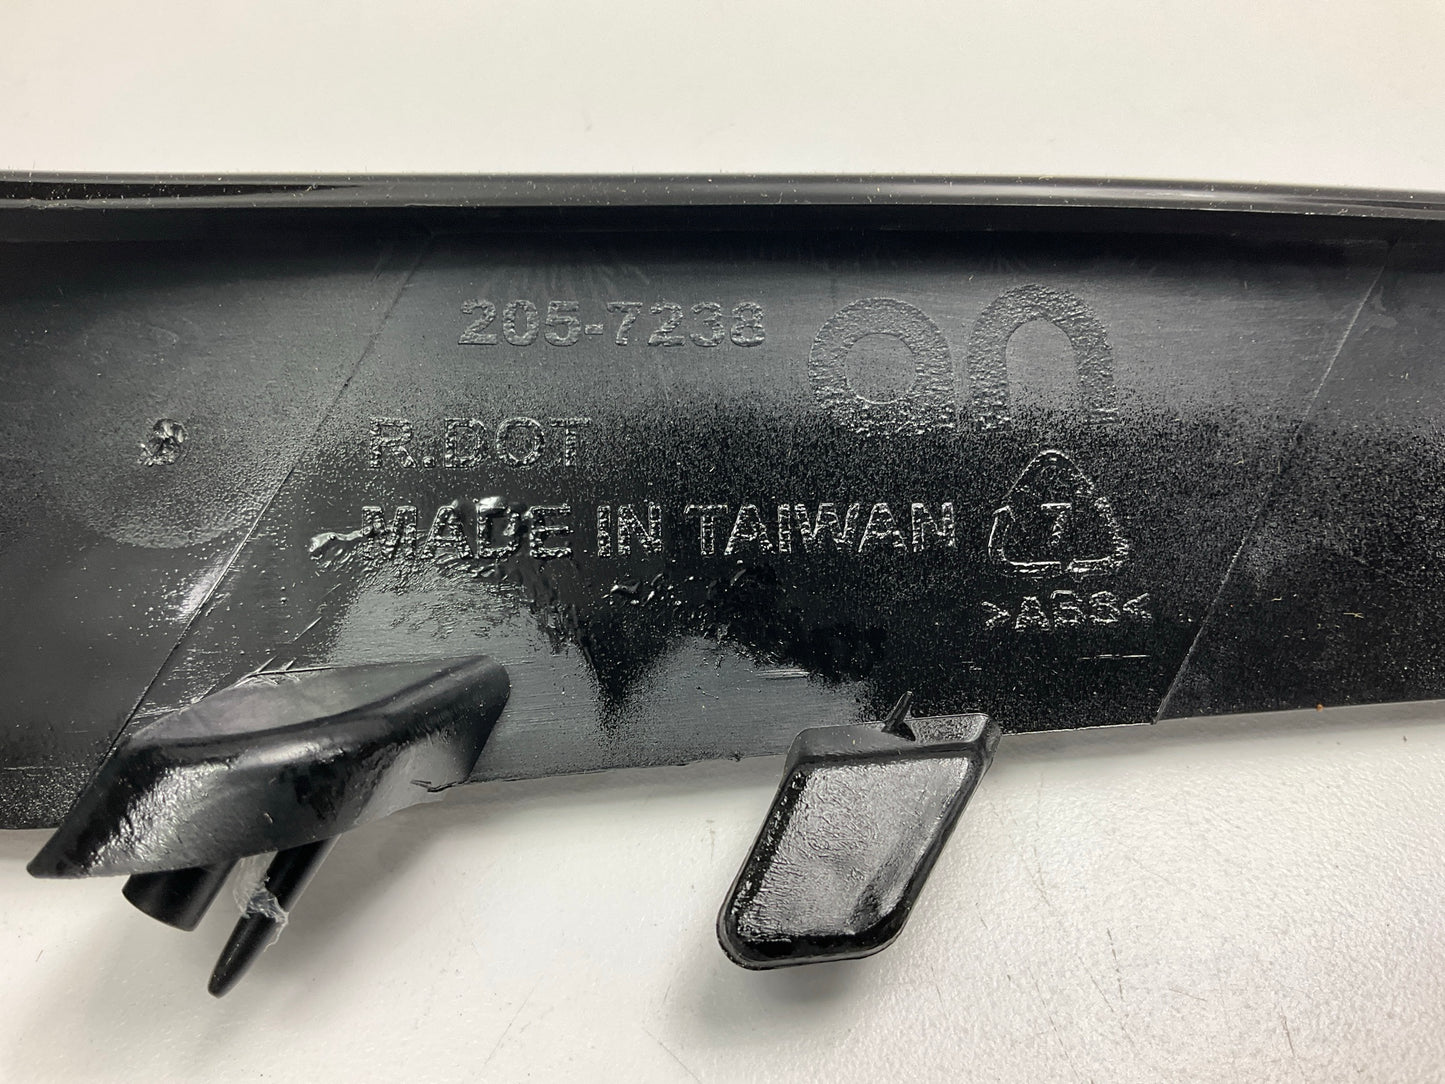 205-7238
R.DOT
MADE IN TAIWAN
7
>ABS<